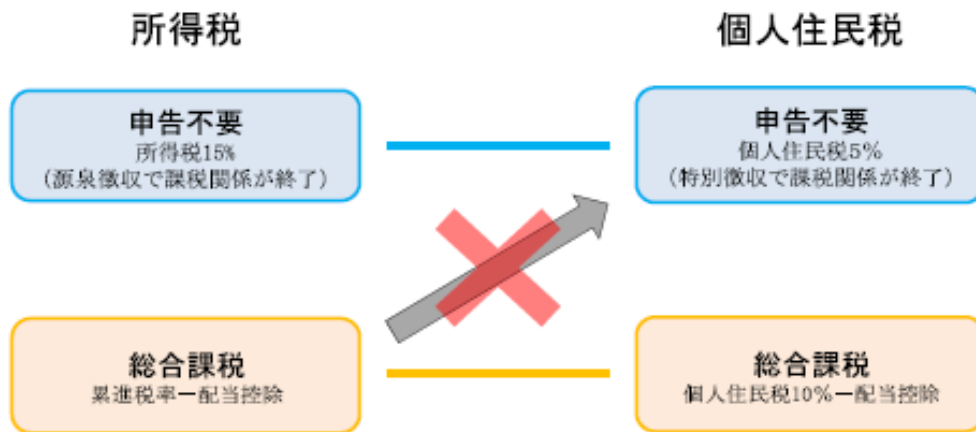 所得税
個人住民税
申告不要
所得税15%
(源泉徴収で課税関係が終了)
申告不要
個人住民税5%
(特別徴収で課税関係が終了)
総合課税
累進税率ー配当控除
総合課税
個人住民税10%ー配当控除